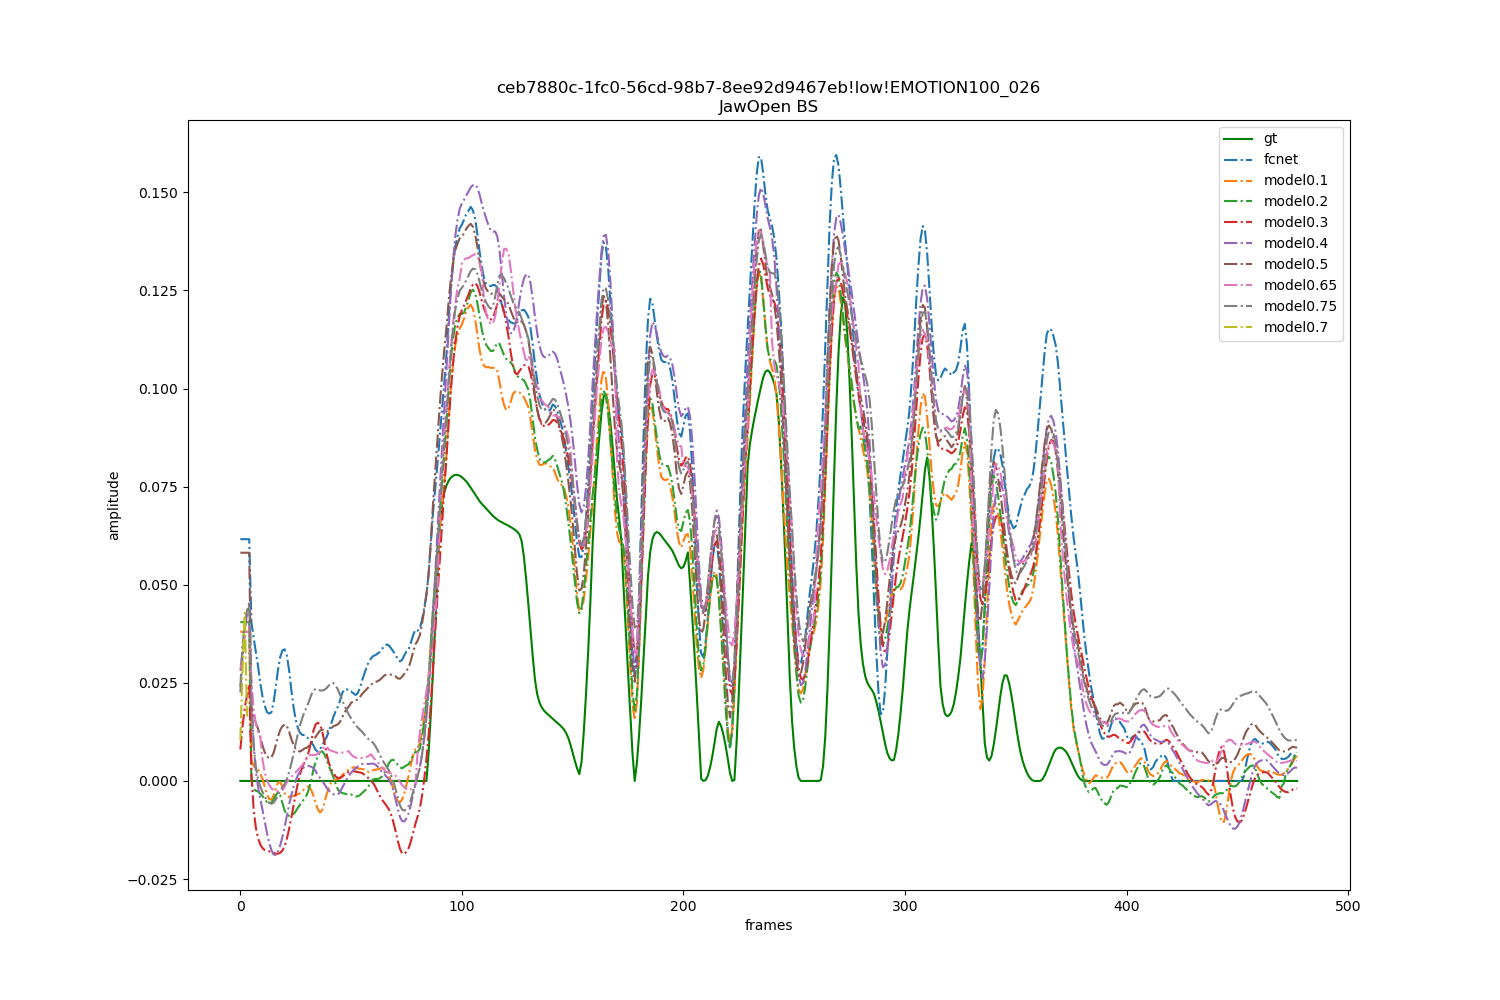 ceb7880c-1fc0-56cd-98b7-8ee92d9467eb!low!EMOTION100_026
JawOpen BS
gt
fcnet
model0.1
model0.2
model0.3
model0.4
model0.5
model0.65
model0.75
model0.7
amplitude
0.150
0.125
0.100
0.075
0.050
0.025
0.000
−0.025
0
100
200
300
400
500
frames